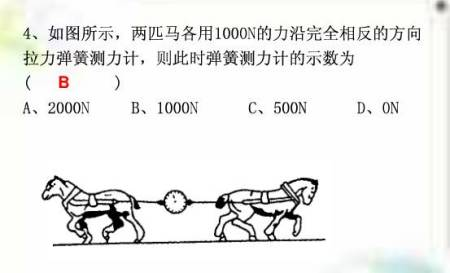 4、如图所示，两匹马各用1000N的力沿完全相反的方向
拉力弹簧测力计，则此时弹簧测力计的示数为
( B )
A、2000N B、1000N C、500N D、0N